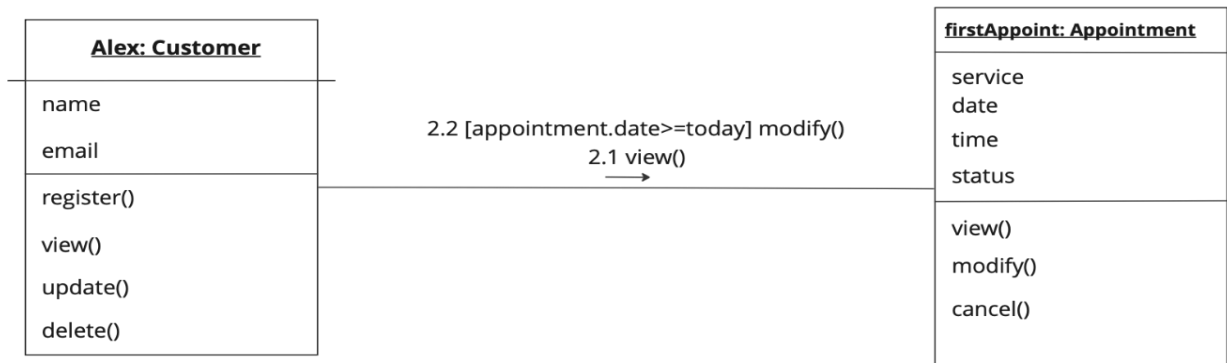 Alex: Customer
name
email
register()
view()
update()
delete()
2.2 [appointment.date>=today] modify()
2.1 view()
firstAppoint: Appointment
service
date
time
status
view()
modify()
cancel()